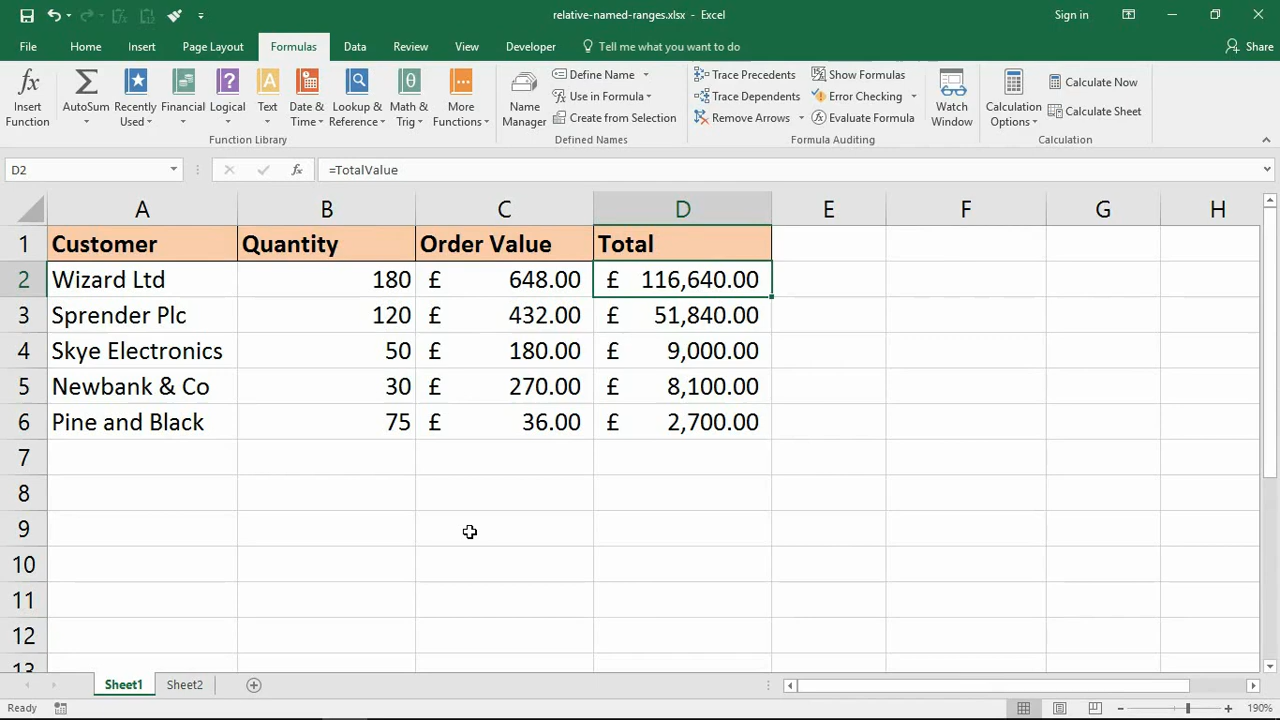 relative-named-ranges.xlsx - Excel
Sign in
File Home Insert Page Layout Formulas Data Review View Developer Tell me what you want to do Share
Insert Function
AutoSum
Recently Used
Financial
Logical
Text
Date & Time
Lookup & Reference
Math & Trig
More Functions
Function Library
Name Manager
Define Name
Use in Formula
Create from Selection
Defined Names
Trace Precedents
Trace Dependents
Remove Arrows
Show Formulas
Error Checking
Evaluate Formula
Formula Auditing
Watch Window
Calculation Options
Calculate Now
Calculate Sheet
Calculation
D2 fx =TotalValue
A B C D E F G H
1 Customer Quantity Order Value Total
2 Wizard Ltd 180 £ 648.00 £ 116,640.00
3 Sprender Plc 120 £ 432.00 £ 51,840.00
4 Skye Electronics 50 £ 180.00 £ 9,000.00
5 Newbank & Co 30 £ 270.00 £ 8,100.00
6 Pine and Black 75 £ 36.00 £ 2,700.00
7
8
9
10
11
12
13
Sheet1 Sheet2
Ready 190%